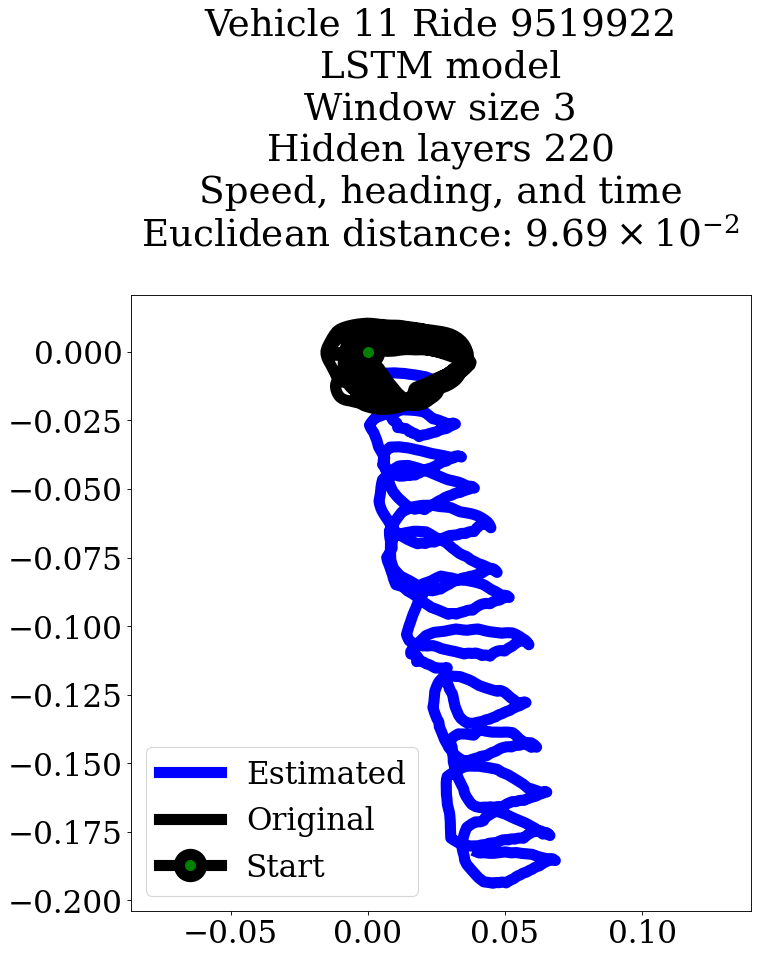 Vehicle 11 Ride 9519922
LSTM model
Window size 3
Hidden layers 220
Speed, heading, and time
Euclidean distance: 9.69 × 10⁻²
0.000
−0.025
−0.050
−0.075
−0.100
−0.125
−0.150
−0.175
−0.200
Estimated
Original
Start
−0.05 0.00 0.05 0.10